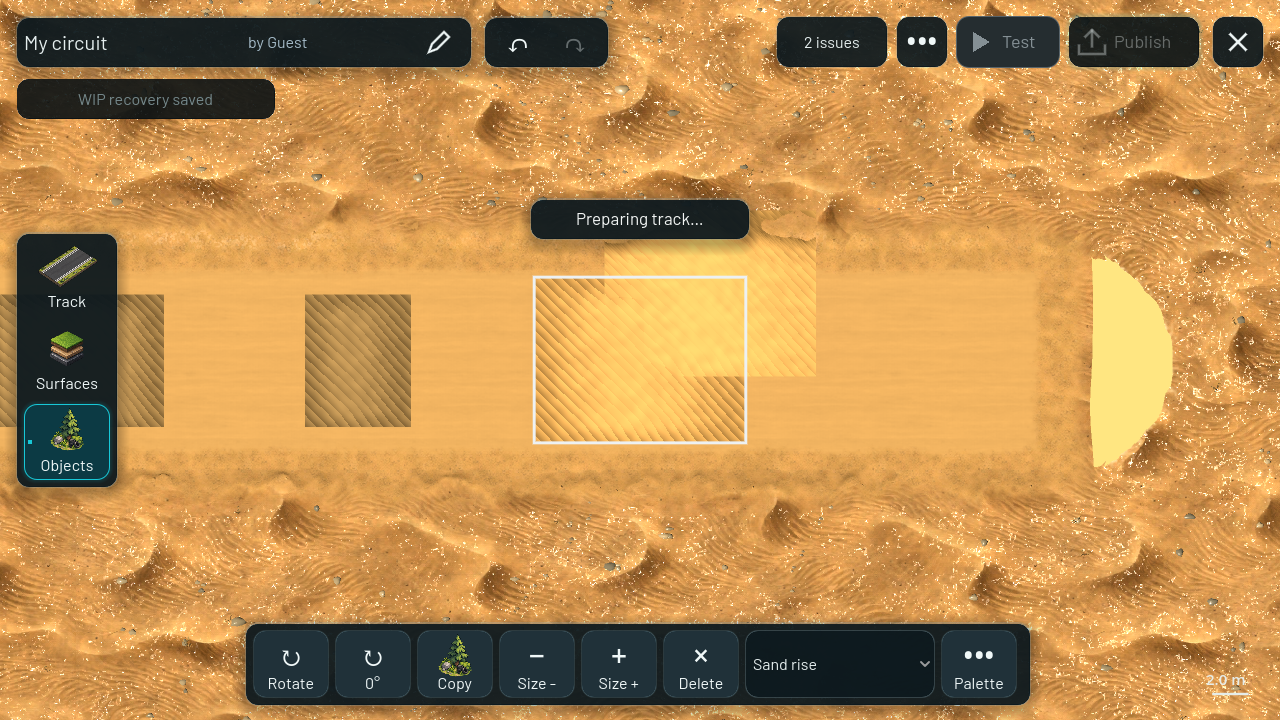 My circuit
by Guest
2 issues
Test
Publish
WIP recovery saved
Preparing track...
Track
Surfaces
Objects
Rotate
0°
Copy
Size -
Size +
Delete
Sand rise
Palette
2.0 m